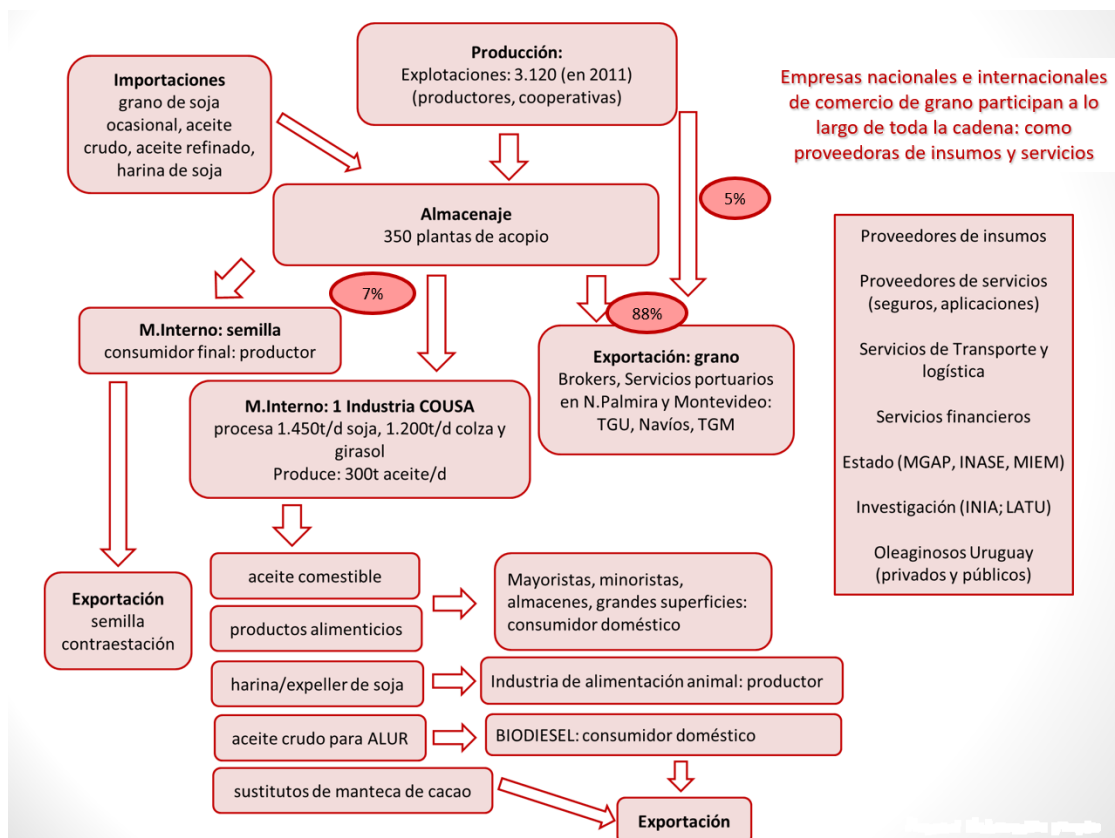 Importaciones
grano de soja
ocasional, aceite
crudo, aceite refinado,
harina de soja
Producción:
Explotaciones: 3.120 (en 2011)
(productores, cooperativas)
Empresas nacionales e internacionales
de comercio de grano participan a lo
largo de toda la cadena: como
proveedoras de insumos y servicios
5%
Almacenaje
350 plantas de acopio
7%
88%
M.Interno: semilla
consumidor final: productor
Exportación: grano
Brokers, Servicios portuarios
en N.Palmira y Montevideo:
TGU, Navíos, TGM
M.Interno: 1 Industria COUSA
procesa 1.450t/d soja, 1.200t/d colza y
girasol
Produce: 300t aceite/d
Proveedores de insumos
Proveedores de servicios
(seguros, aplicaciones)
Servicios de Transporte y
logística
Servicios financieros
Estado (MGAP, INASE, MIEM)
Investigación (INIA; LATU)
Oleaginosos Uruguay
(privados y públicos)
Exportación
semilla
contraestación
aceite comestible
productos alimenticios
Mayoristas, minoristas,
almacenes, grandes superficies:
consumidor doméstico
harina/expeller de soja
Industria de alimentación animal: productor
aceite crudo para ALUR
BIODIESEL: consumidor doméstico
sustitutos de manteca de cacao
Exportación